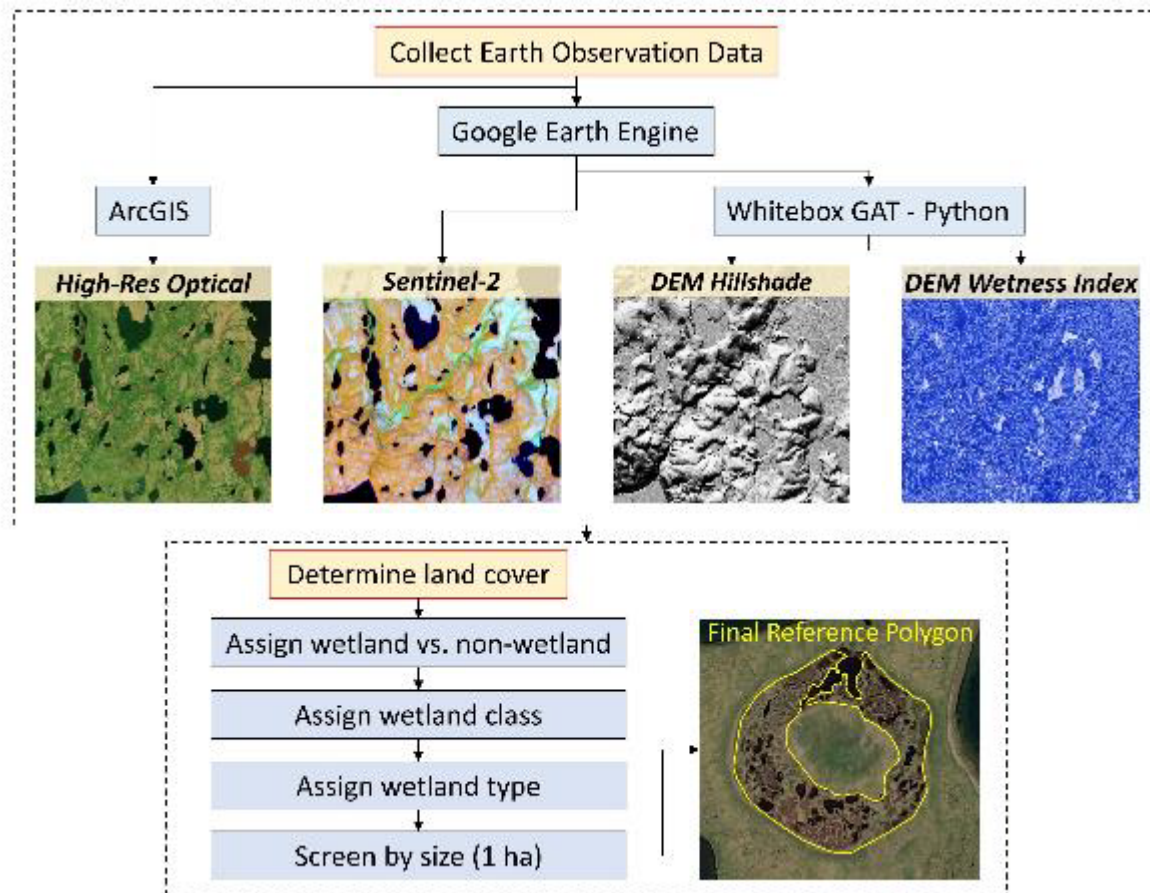 Collect Earth Observation Data
Google Earth Engine
ArcGIS
Whitebox GAT - Python
High-Res Optical
Sentinel-2
DEM Hillshade
DEM Wetness Index
Determine land cover
Assign wetland vs. non-wetland
Assign wetland class
Assign wetland type
Screen by size (1 ha)
Final Reference Polygon